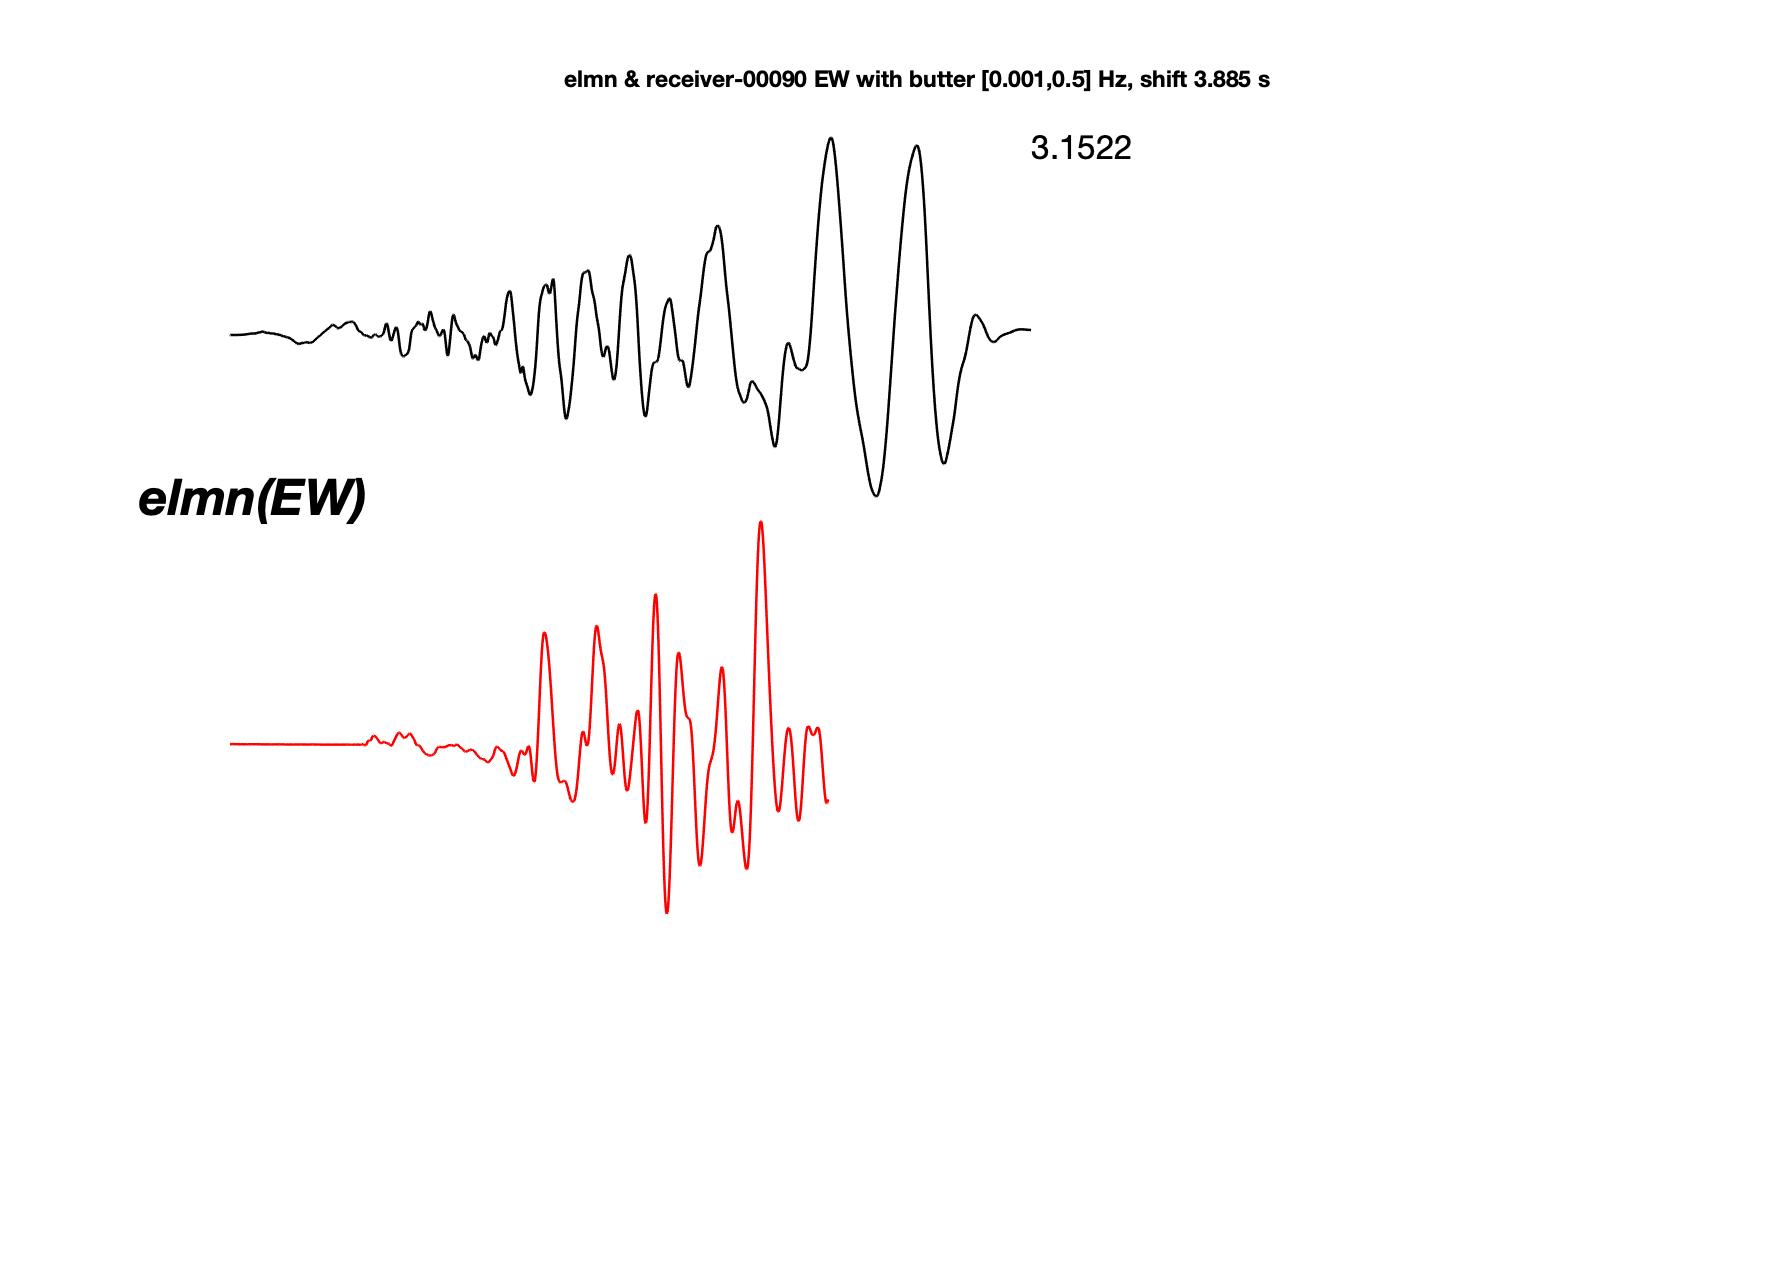 elmn & receiver-00090 EW with butter [0.001,0.5] Hz, shift 3.885 s
3.1522
elmn(EW)